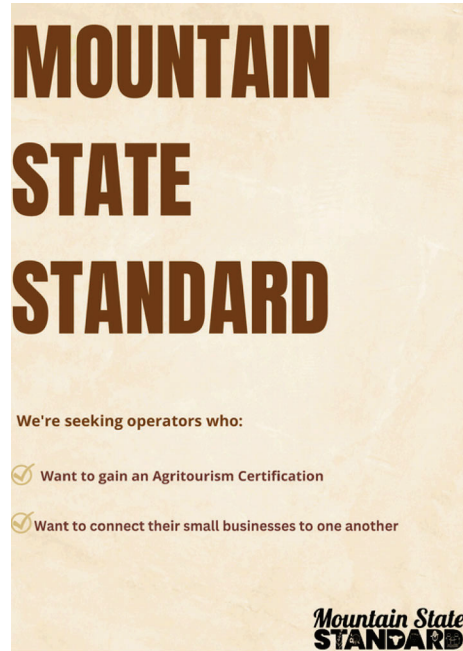 MOUNTAIN
STATE
STANDARD
We're seeking operators who:
Want to gain an Agritourism Certification
Want to connect their small businesses to one another
Mountain State
STANDARD